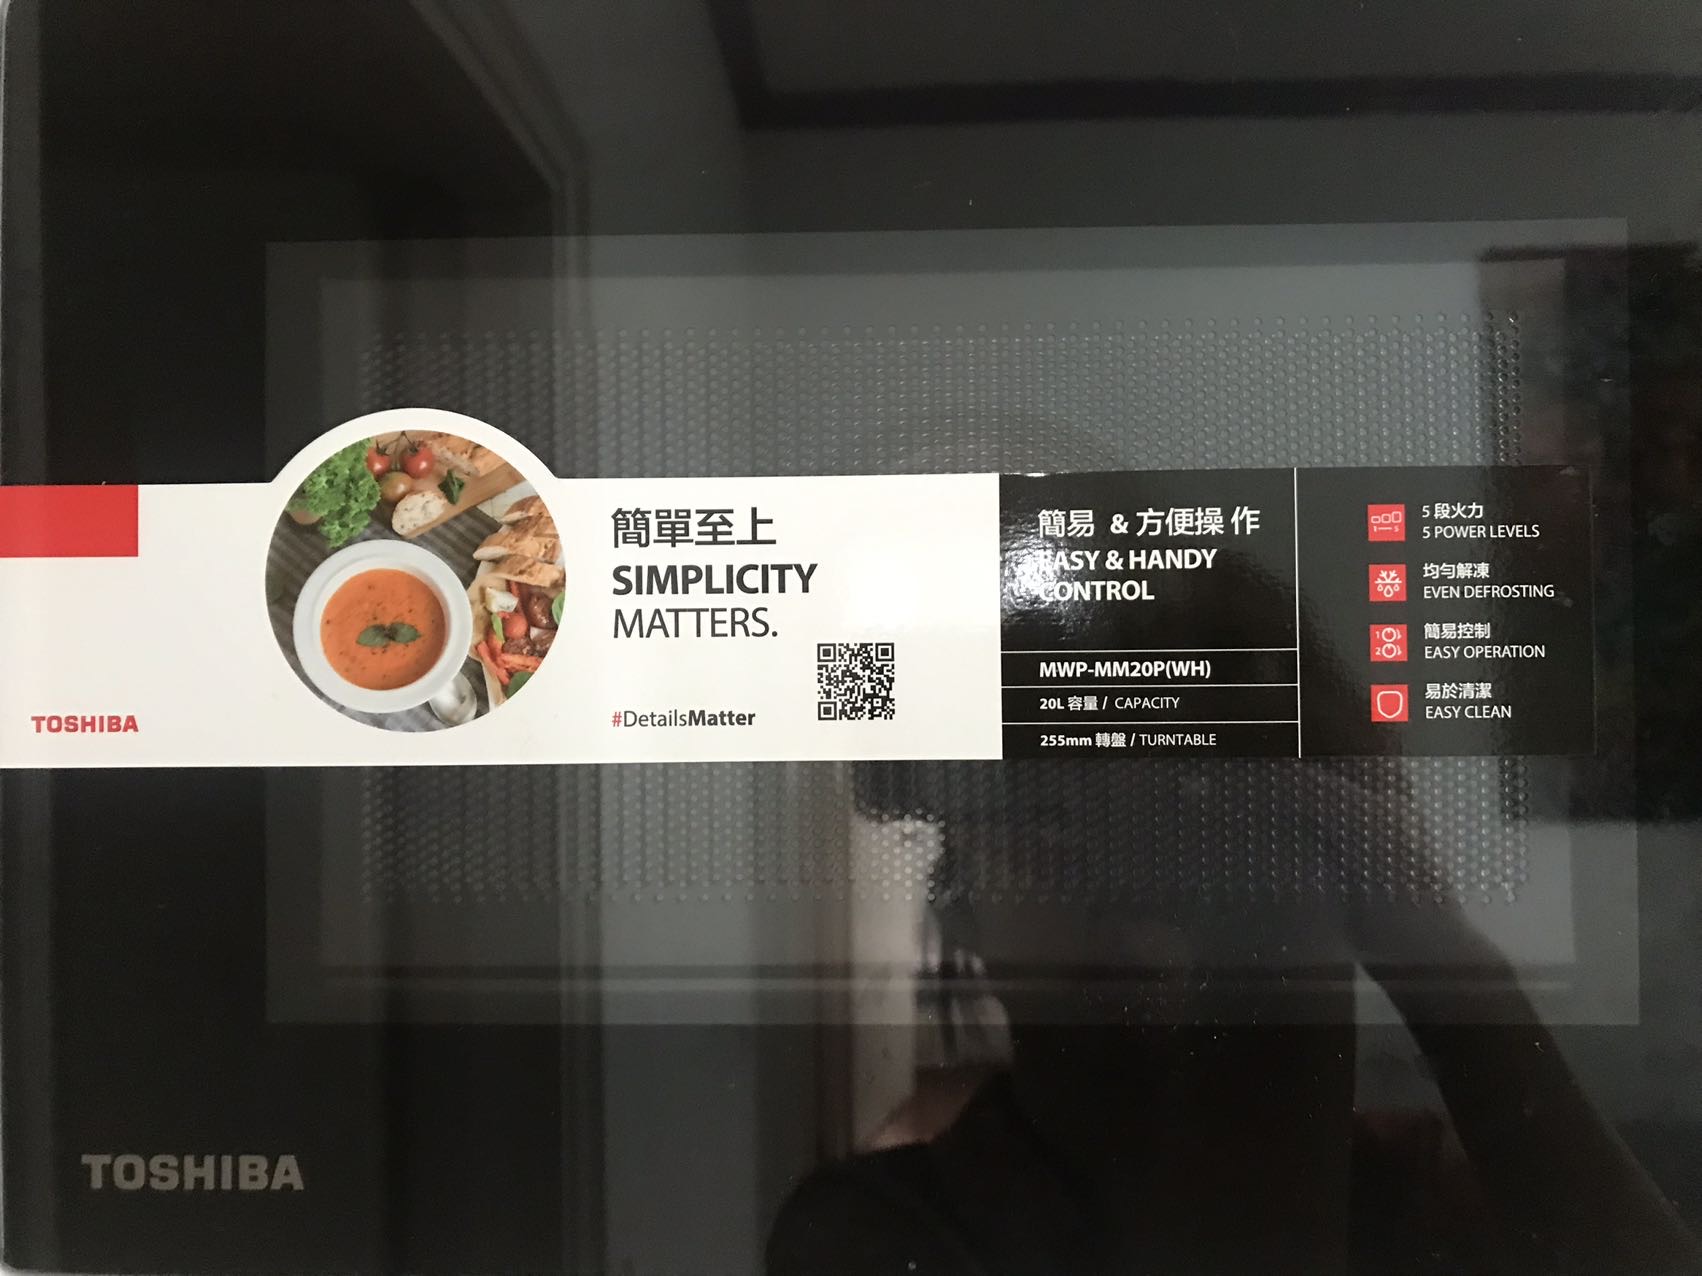 簡單至上
SIMPLICITY
MATTERS.
#DetailsMatter
TOSHIBA
簡易 & 方便操作
EASY & HANDY
CONTROL
MWP-MM20P(WH)
20L 容量 / CAPACITY
255mm 轉盤 / TURNTABLE
5 段火力
5 POWER LEVELS
均勻解凍
EVEN DEFROSTING
簡易控制
EASY OPERATION
易於清潔
EASY CLEAN
TOSHIBA